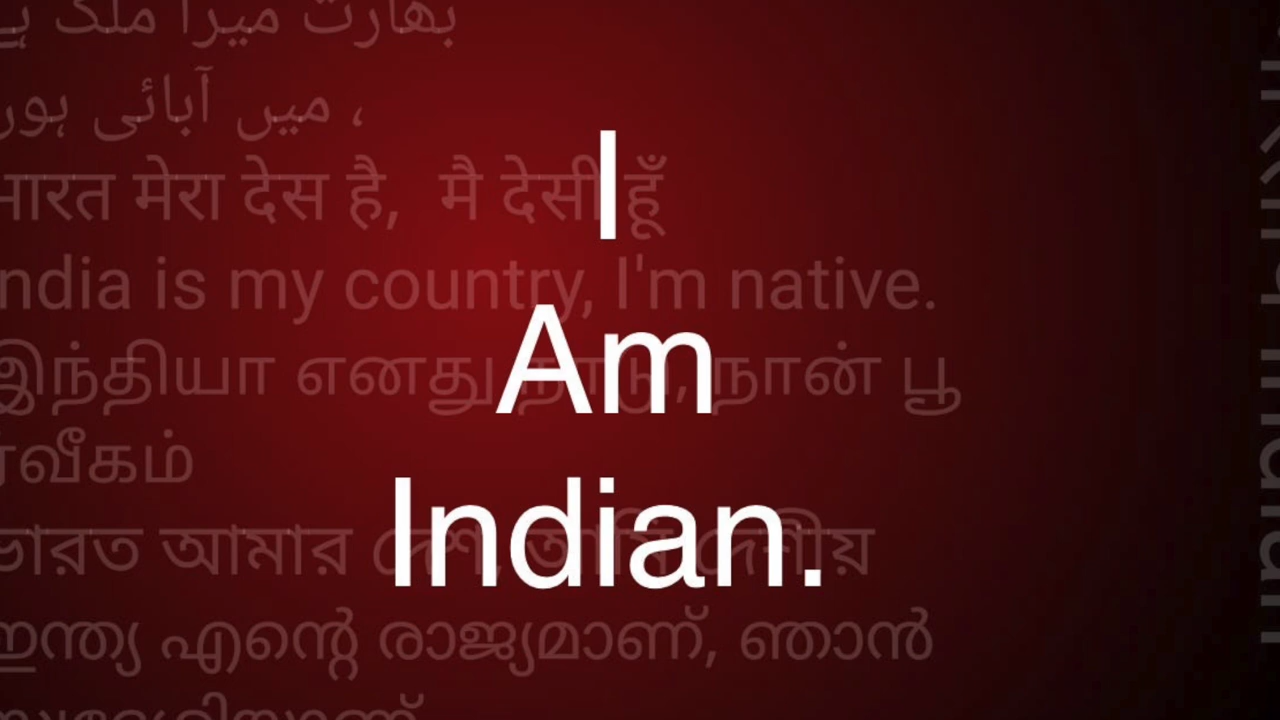 بھارت میرا ملک ہے
، میں آبائی ہوں
भारत मेरा देस है, मै देसी हूँ
India is my country, I'm native.
இந்தியா எனது நாடு, நான் பூ
ர்வீகம்
ভারত আমার দেশ, আমি দেশীয়
ഇന്ത്യ എന്റെ രാജ്യമാണ്, ഞാൻ
I
Am
Indian.